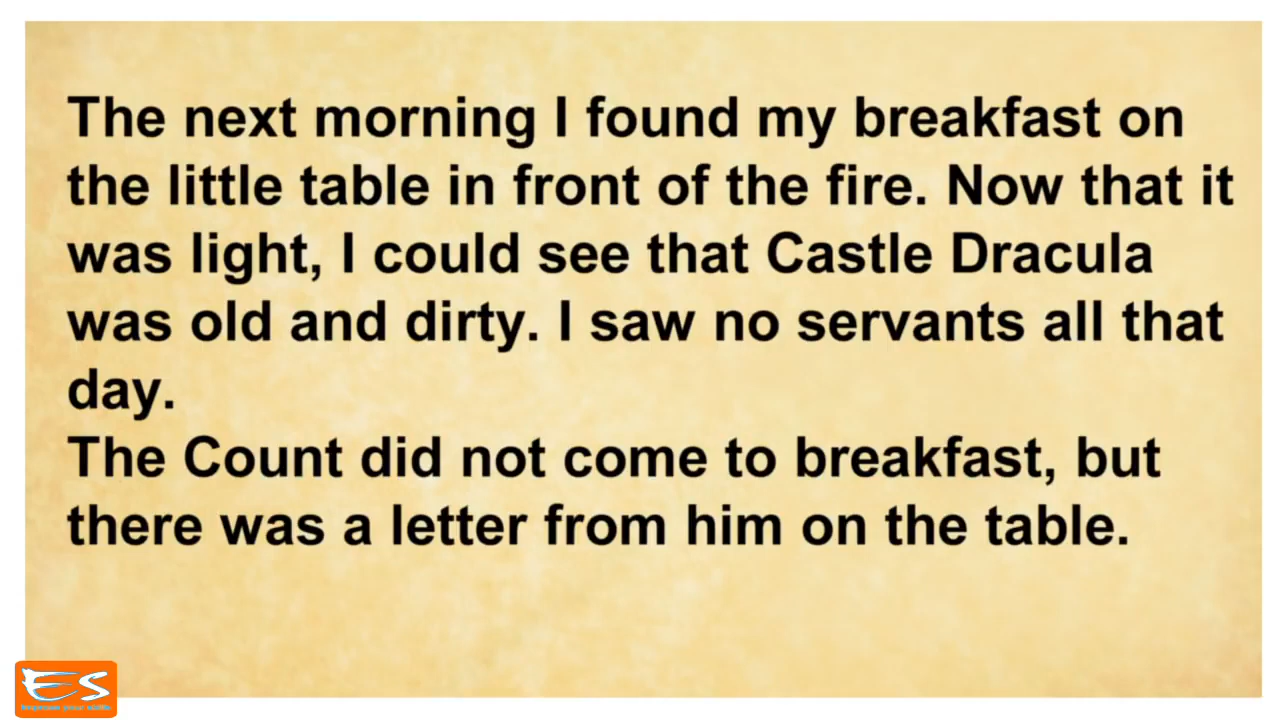 The next morning I found my breakfast on
the little table in front of the fire. Now that it
was light, I could see that Castle Dracula
was old and dirty. I saw no servants all that
day.
The Count did not come to breakfast, but
there was a letter from him on the table.
ES